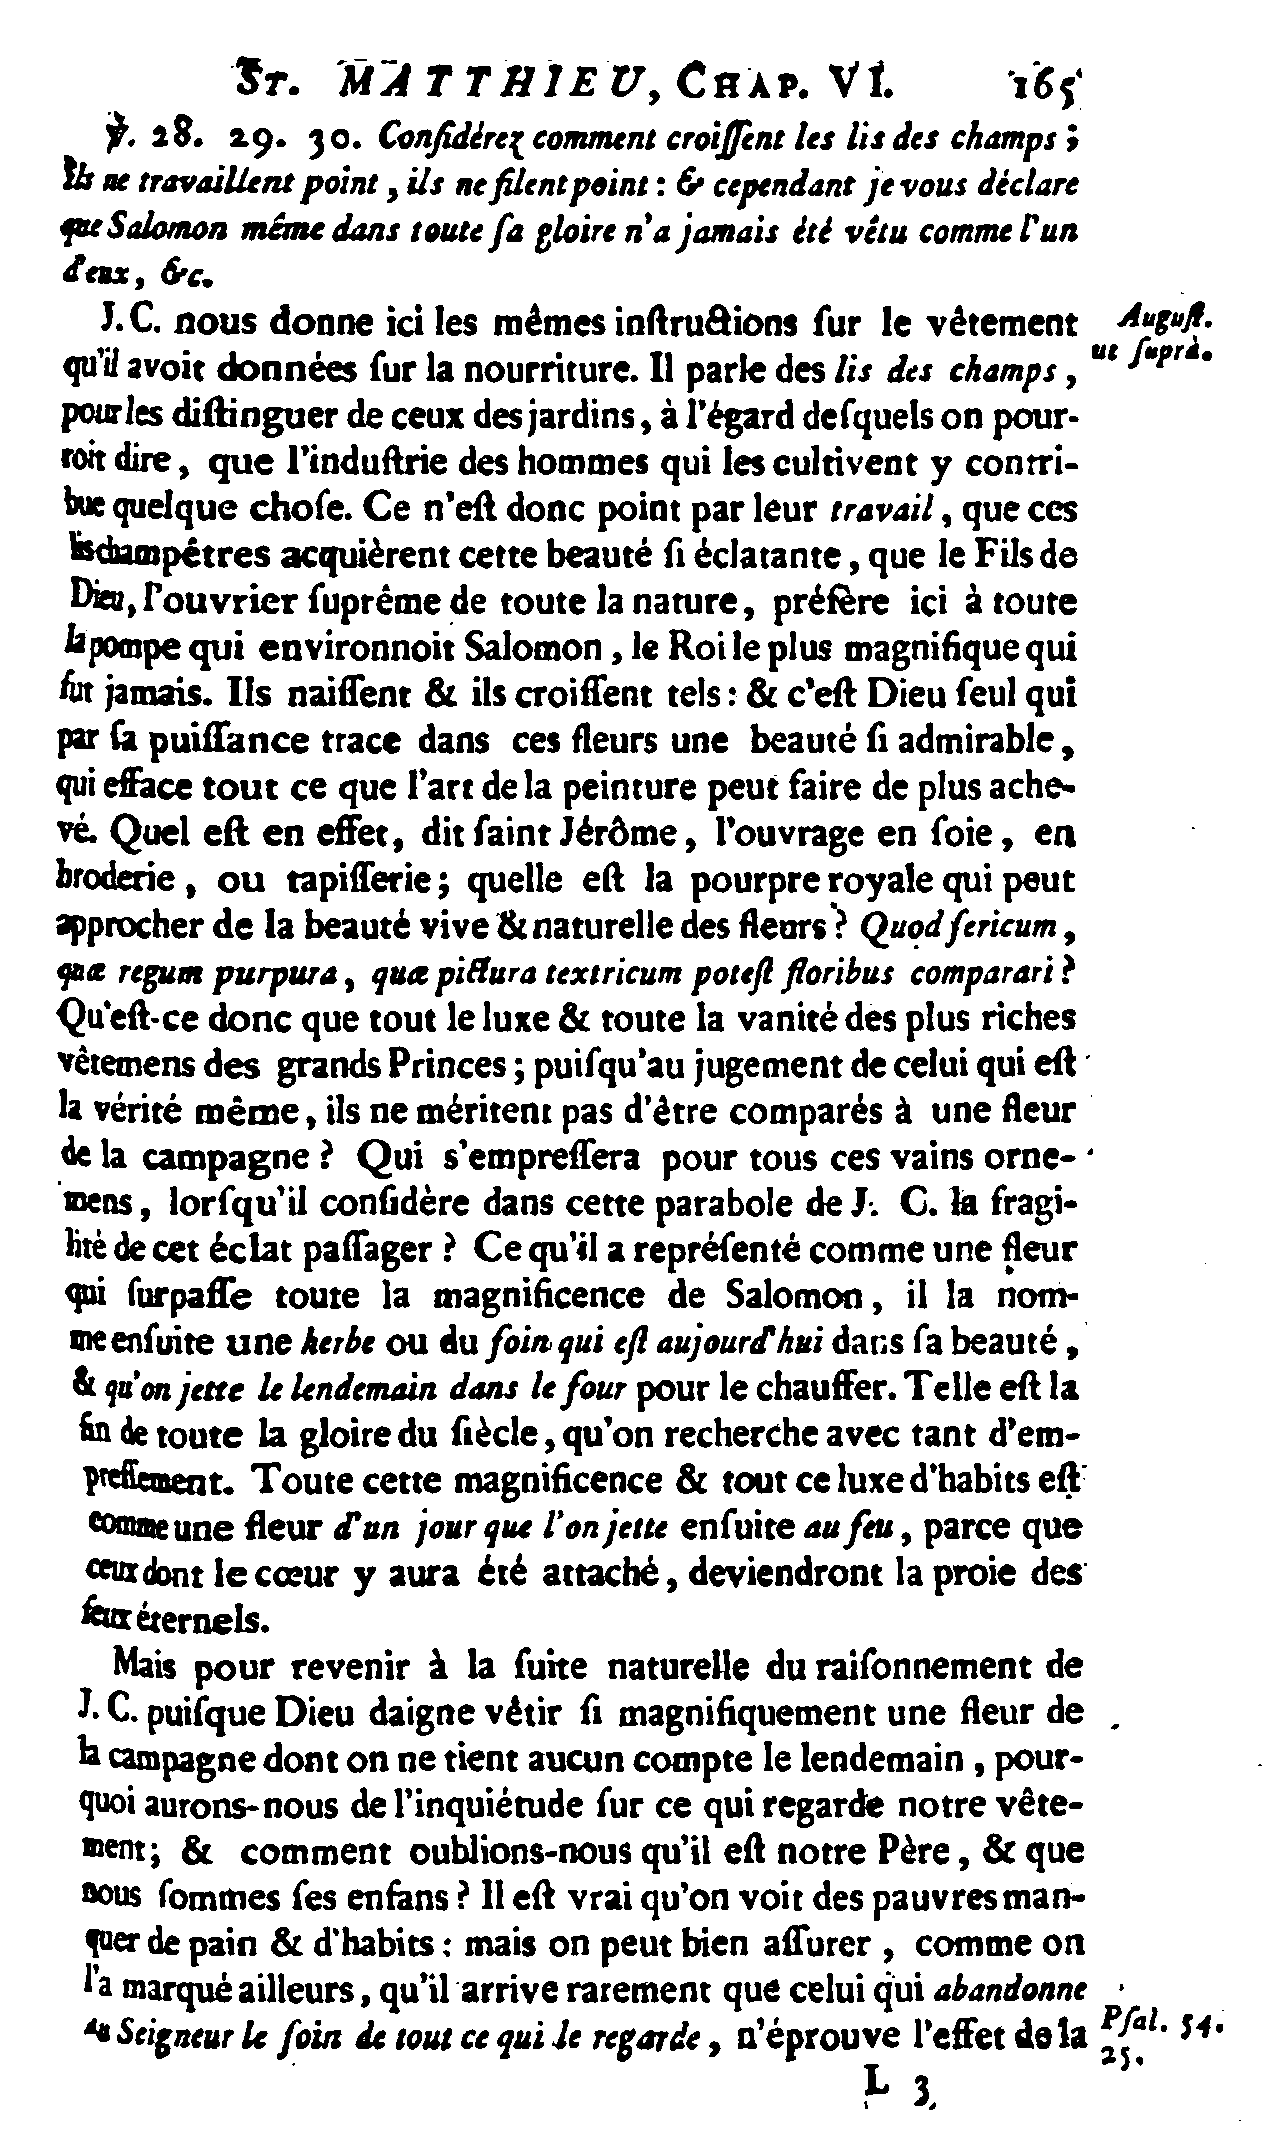 St. MATTHIEU, CHAP. VI. 165
℣. 28. 29. 30. Conſidérez comment croiſſent les lis des champs ;
Ils ne travaillent point, ils ne filent point : & cependant je vous déclare
que Salomon même dans toute ſa gloire n'a jamais été vêtu comme l'un
d'eux, &c.
J. C. nous donne ici les mêmes inſtructions ſur le vêtement
Auguſt.
ut ſuprà.
qu'il avoit données ſur la nourriture. Il parle des lis des champs,
pour les diſtinguer de ceux des jardins, à l'égard deſquels on pour-
roit dire, que l'induſtrie des hommes qui les cultivent y contri-
bue quelque choſe. Ce n'eſt donc point par leur travail, que ces
lis champêtres acquièrent cette beauté ſi éclatante, que le Fils de
Dieu, l'ouvrier ſuprême de toute la nature, préfère ici à toute
la pompe qui environnoit Salomon, le Roi le plus magnifique qui
fut jamais. Ils naiſſent & ils croiſſent tels : & c'eſt Dieu ſeul qui
par ſa puiſſance trace dans ces fleurs une beauté ſi admirable,
qui efface tout ce que l'art de la peinture peut faire de plus ache-
vé. Quel eſt en effet, dit ſaint Jérôme, l'ouvrage en ſoie, en
broderie, ou tapiſſerie; quelle eſt la pourpre royale qui peut
approcher de la beauté vive & naturelle des fleurs ? Quod ſericum,
quæ regum purpura, quæ pictura textricum poteſt floribus comparari ?
Qu'eſt-ce donc que tout le luxe & toute la vanité des plus riches
vêtemens des grands Princes ; puiſqu'au jugement de celui qui eſt
la vérité même, ils ne méritent pas d'être comparés à une fleur
de la campagne ? Qui s'empreſſera pour tous ces vains orne-
mens, lorſqu'il conſidère dans cette parabole de J. C. la fragi-
lité de cet éclat paſſager ? Ce qu'il a repréſenté comme une fleur
qui ſurpaſſe toute la magnificence de Salomon, il la nom-
me enſuite une herbe ou du foin qui eſt aujourd'hui dans ſa beauté,
& qu'on jette le lendemain dans le four pour le chauffer. Telle eſt la
fin de toute la gloire du ſiècle, qu'on recherche avec tant d'em-
preſſement. Toute cette magnificence & tout ce luxe d'habits eſt
comme une fleur d'un jour que l'on jette enſuite au feu, parce que
ceux dont le cœur y aura été attaché, deviendront la proie des
feux éternels.
Mais pour revenir à la ſuite naturelle du raiſonnement de
J. C. puiſque Dieu daigne vêtir ſi magnifiquement une fleur de
la campagne dont on ne tient aucun compte le lendemain, pour-
quoi aurons-nous de l'inquiétude ſur ce qui regarde notre vête-
ment; & comment oublions-nous qu'il eſt notre Père, & que
nous ſommes ſes enfans ? Il eſt vrai qu'on voit des pauvres man-
quer de pain & d'habits : mais on peut bien aſſurer, comme on
l'a marqué ailleurs, qu'il arrive rarement que celui qui abandonne
au Seigneur le ſoin de tout ce qui le regarde, n'éprouve l'effet de la
Pſal. 54.
25.
L 3